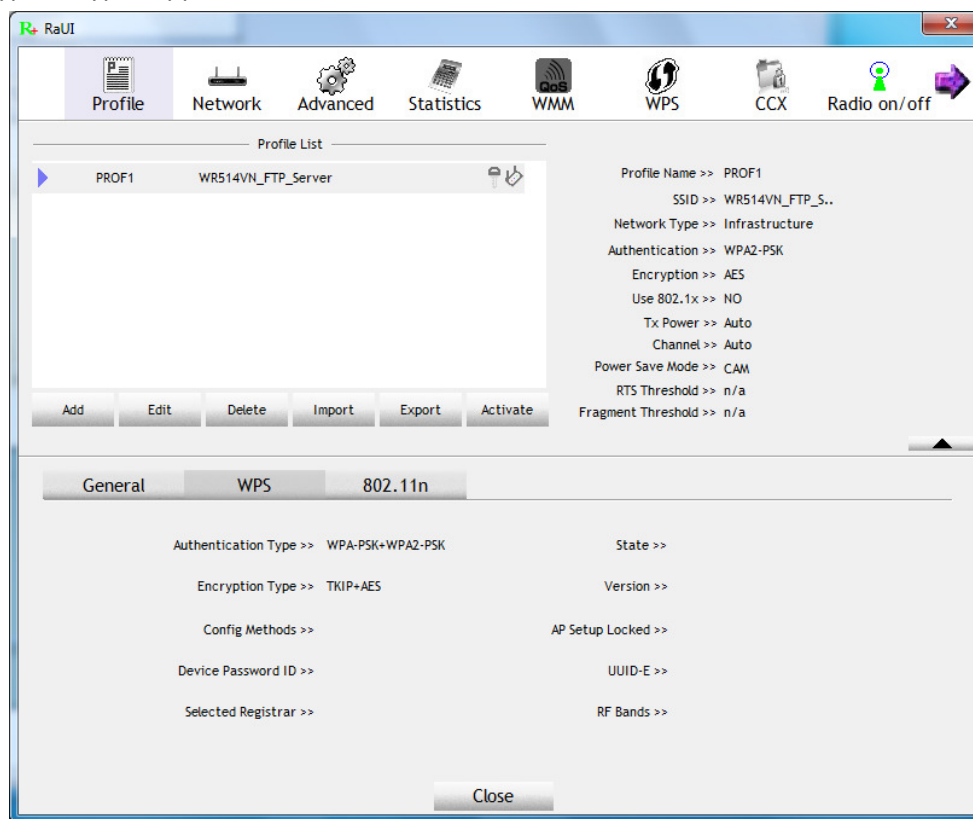 RaUI
Profile Network Advanced Statistics QoS WMM WPS CCX Radio on/off
Profile List
PROF1 WR514VN_FTP_Server
Add Edit Delete Import Export Activate
Profile Name >> PROF1
SSID >> WR514VN_FTP_S..
Network Type >> Infrastructure
Authentication >> WPA2-PSK
Encryption >> AES
Use 802.1x >> NO
Tx Power >> Auto
Channel >> Auto
Power Save Mode >> CAM
RTS Threshold >> n/a
Fragment Threshold >> n/a
General WPS 802.11n
Authentication Type >> WPA-PSK+WPA2-PSK
Encryption Type >> TKIP+AES
Config Methods >>
Device Password ID >>
Selected Registrar >>
State >>
Version >>
AP Setup Locked >>
UUID-E >>
RF Bands >>
Close